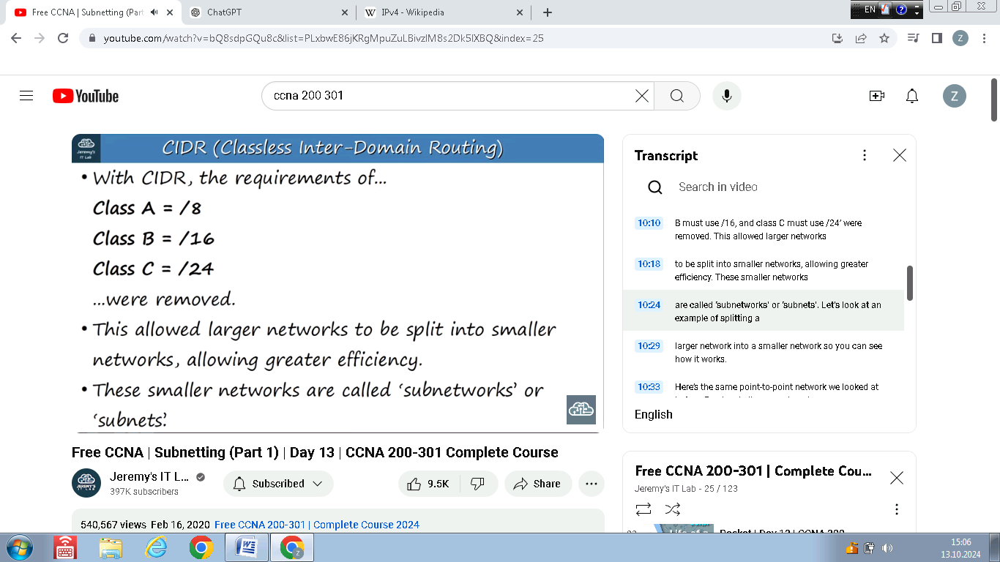 Free CCNA | Subnetting (Part
ChatGPT
IPv4 - Wikipedia
EN
youtube.com/watch?v=bQ8sdpGQu8c&list=PLxbwE86jKRgMpuZuLBivzlM8s2Dk5lXBQ&index=25
Z
YouTube
ccna 200 301
Z
Jeremy's
IT Lab
CIDR (Classless Inter-Domain Routing)
• With CIDR, the requirements of...
Class A = /8
Class B = /16
Class C = /24
...were removed.
• This allowed larger networks to be split into smaller
networks, allowing greater efficiency.
• These smaller networks are called ‘subnetworks’ or
‘subnets’.
Transcript
Search in video
10:10 B must use /16, and class C must use /24’ were
removed. This allowed larger networks
10:18 to be split into smaller networks, allowing greater
efficiency. These smaller networks
10:24 are called 'subnetworks' or 'subnets'. Let's look at an
example of splitting a
10:29 larger network into a smaller network so you can see
how it works.
10:33 Here's the same point-to-point network we looked at
English
Free CCNA | Subnetting (Part 1) | Day 13 | CCNA 200-301 Complete Course
JEREMY'S
IT LAB
Jeremy's IT L...
397K subscribers
Subscribed
9.5K
Share
540,567 views Feb 16, 2020 Free CCNA 200-301 | Complete Course 2024
Free CCNA 200-301 | Complete Cou...
Jeremy's IT Lab - 25 / 123
Life of a
Packet | Day 12 | CCNA 200
Z
15:06
13.10.2024